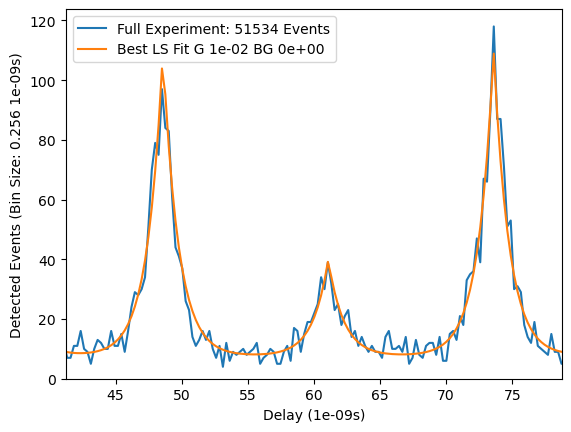 Full Experiment: 51534 Events
Best LS Fit G 1e-02 BG 0e+00
Detected Events (Bin Size: 0.256 1e-09s)
120
100
80
60
40
20
0
45 50 55 60 65 70 75
Delay (1e-09s)